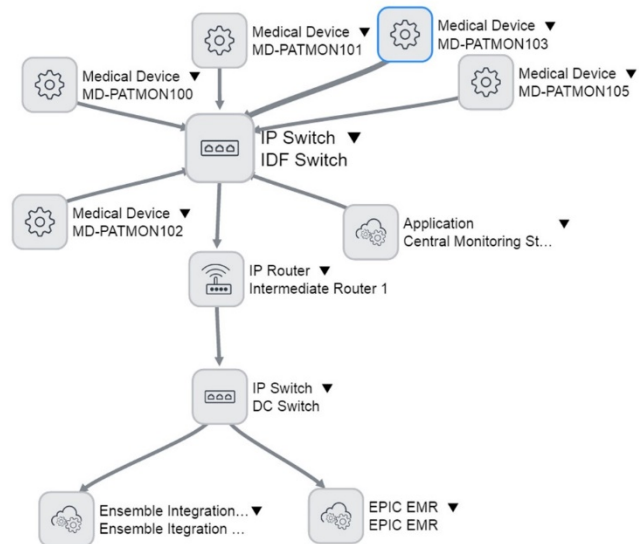 Medical Device ▼
MD-PATMON101
Medical Device ▼
MD-PATMON103
Medical Device ▼
MD-PATMON100
Medical Device ▼
MD-PATMON105
IP Switch ▼
IDF Switch
Medical Device ▼
MD-PATMON102
Application ▼
Central Monitoring St...
IP Router ▼
Intermediate Router 1
IP Switch ▼
DC Switch
Ensemble Integration... ▼
Ensemble Itegration ...
EPIC EMR ▼
EPIC EMR